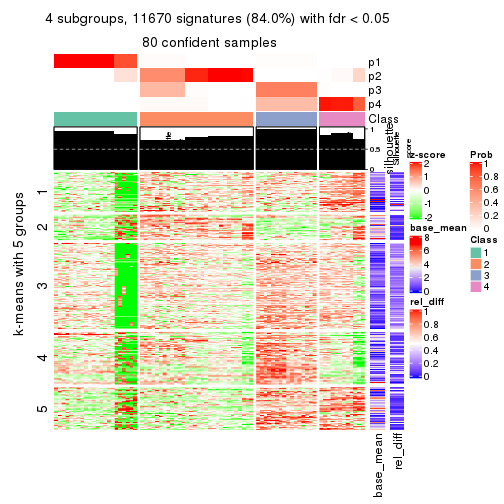 4 subgroups, 11670 signatures (84.0%) with fdr < 0.05
80 confident samples
p1
p2
p3
p4
Class
1
0.5
0
silhouette
Silhouette
score
k-means with 5 groups
1
2
3
4
5
base_mean
rel_diff
z-score
2
1
0
-1
-2
base_mean
8
6
4
2
0
rel_diff
1
0.8
0.6
0.4
0.2
0
Prob
1
0.8
0.6
0.4
0.2
0
Class
1
2
3
4